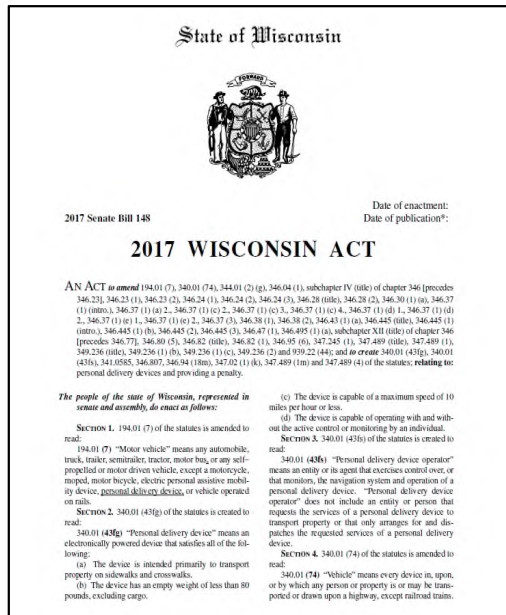 State of Wisconsin
FORWARD
Date of enactment:
2017 Senate Bill 148
Date of publication*:
2017 WISCONSIN ACT
AN ACT to amend 194.01 (7), 340.01 (74), 344.01 (2) (g), 346.04 (1), subchapter IV (title) of chapter 346 [precedes
346.23], 346.23 (1), 346.23 (2), 346.24 (1), 346.24 (2), 346.24 (3), 346.28 (title), 346.28 (2), 346.30 (1) (a), 346.37
(1) (intro.), 346.37 (1) (a) 2., 346.37 (1) (c) 2., 346.37 (1) (c) 3., 346.37 (1) (c) 4., 346.37 (1) (d) 1., 346.37 (1) (d)
2., 346.37 (1) (e) 1., 346.37 (1) (e) 2., 346.37 (3), 346.38 (1), 346.38 (2), 346.43 (1) (a), 346.445 (title), 346.445 (1)
(intro.), 346.445 (1) (b), 346.445 (2), 346.445 (3), 346.47 (1), 346.495 (1) (a), subchapter XII (title) of chapter 346
[precedes 346.77], 346.80 (5), 346.82 (title), 346.82 (1), 346.95 (6), 347.245 (1), 347.489 (title), 347.489 (1),
349.236 (title), 349.236 (1) (b), 349.236 (1) (c), 349.236 (2) and 939.22 (44); and to create 340.01 (43fg), 340.01
(43fs), 341.0585, 346.807, 346.94 (18m), 347.02 (1) (k), 347.489 (1m) and 347.489 (4) of the statutes; relating to:
personal delivery devices and providing a penalty.
The people of the state of Wisconsin, represented in
senate and assembly, do enact as follows:
SECTION 1. 194.01 (7) of the statutes is amended to
read:
194.01 (7) “Motor vehicle” means any automobile,
truck, trailer, semitrailer, tractor, motor bus, or any self-
propelled or motor driven vehicle, except a motorcycle,
moped, motor bicycle, electric personal assistive mobil-
ity device, personal delivery device, or vehicle operated
on rails.
SECTION 2. 340.01 (43fg) of the statutes is created to
read:
340.01 (43fg) “Personal delivery device” means an
electronically powered device that satisfies all of the fol-
lowing:
(a) The device is intended primarily to transport
property on sidewalks and crosswalks.
(b) The device has an empty weight of less than 80
pounds, excluding cargo.
(c) The device is capable of a maximum speed of 10
miles per hour or less.
(d) The device is capable of operating with and with-
out the active control or monitoring by an individual.
SECTION 3. 340.01 (43fs) of the statutes is created to
read:
340.01 (43fs) “Personal delivery device operator”
means an entity or its agent that exercises control over, or
that monitors, the navigation system and operation of a
personal delivery device. “Personal delivery device
operator” does not include an entity or person that
requests the services of a personal delivery device to
transport property or that only arranges for and dis-
patches the requested services of a personal delivery
device.
SECTION 4. 340.01 (74) of the statutes is amended to
read:
340.01 (74) “Vehicle” means every device in, upon,
or by which any person or property is or may be trans-
ported or drawn upon a highway, except railroad trains.